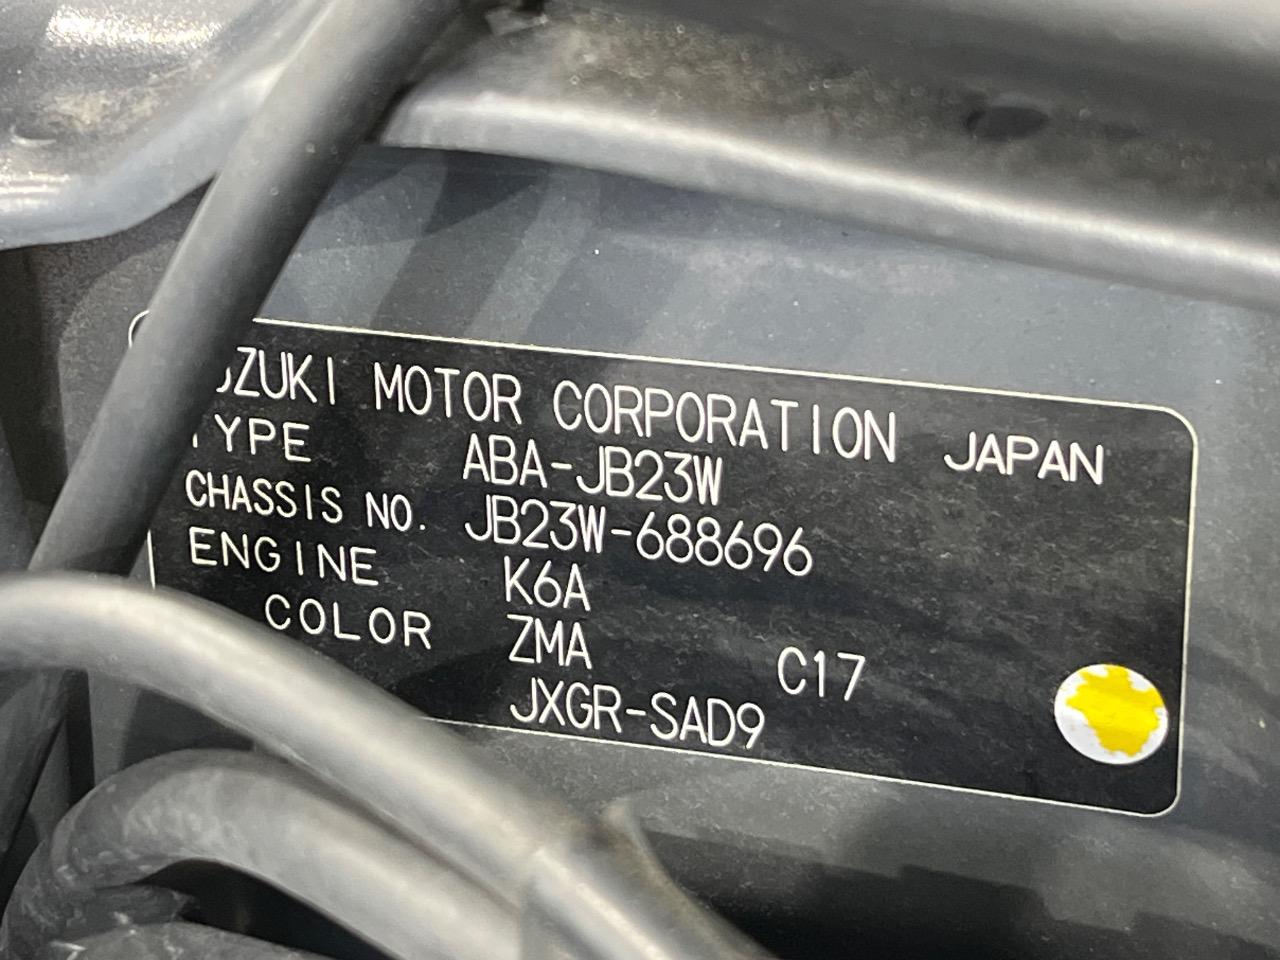 SUZUKI MOTOR CORPORATION JAPAN
TYPE ABA-JB23W
CHASSIS NO. JB23W-688696
ENGINE K6A
COLOR ZMA C17
JXGR-SAD9